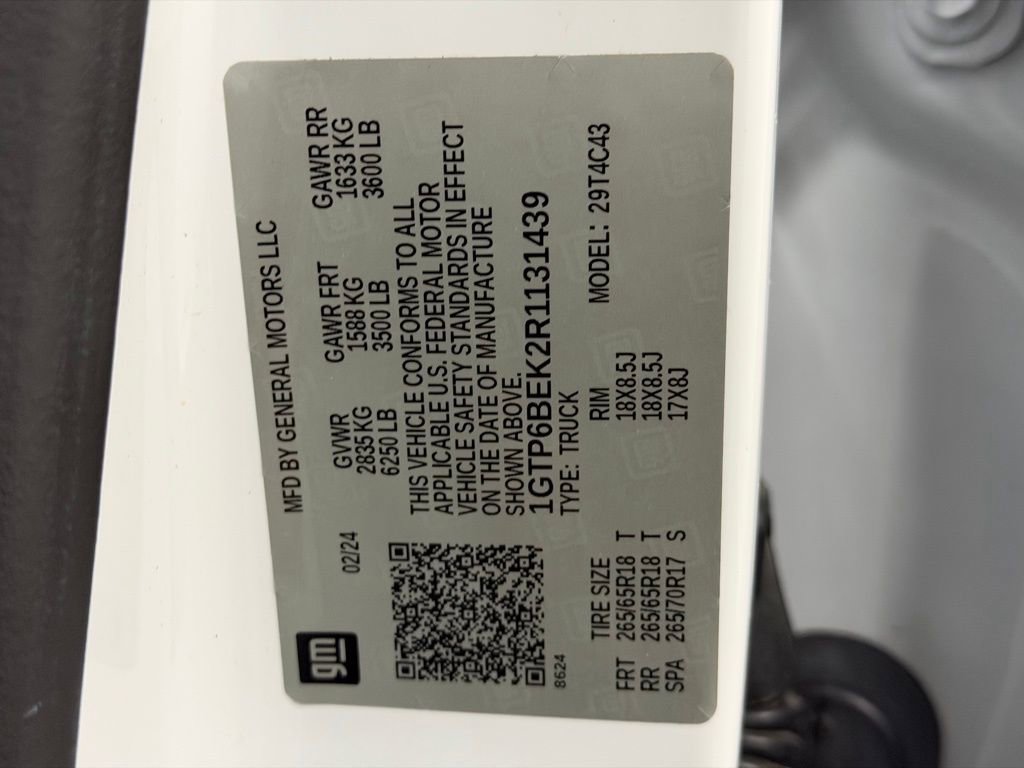 gm
MFD BY GENERAL MOTORS LLC
02/24
GVWR GAWR FRT GAWR RR
2835 KG 1588 KG 1633 KG
6250 LB 3500 LB 3600 LB
THIS VEHICLE CONFORMS TO ALL
APPLICABLE U.S. FEDERAL MOTOR
VEHICLE SAFETY STANDARDS IN EFFECT
ON THE DATE OF MANUFACTURE
SHOWN ABOVE.
1GTP6BEK2R1131439
8624
TYPE: TRUCK
TIRE SIZE RIM MODEL: 29T4C43
FRT 265/65R18 T 18X8.5J
RR 265/65R18 T 18X8.5J
SPA 265/70R17 S 17X8J